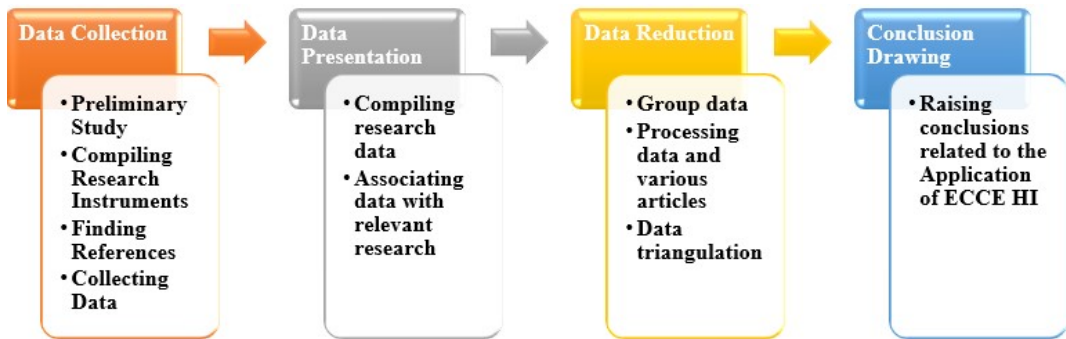 Data Collection
• Preliminary
Study
• Compiling
Research
Instruments
• Finding
References
• Collecting
Data
Data
Presentation
• Compiling
research
data
• Associating
data with
relevant
research
Data Reduction
• Group data
• Processing
data and
various
articles
• Data
triangulation
Conclusion
Drawing
• Raising
conclusions
related to the
Application
of ECCE HI